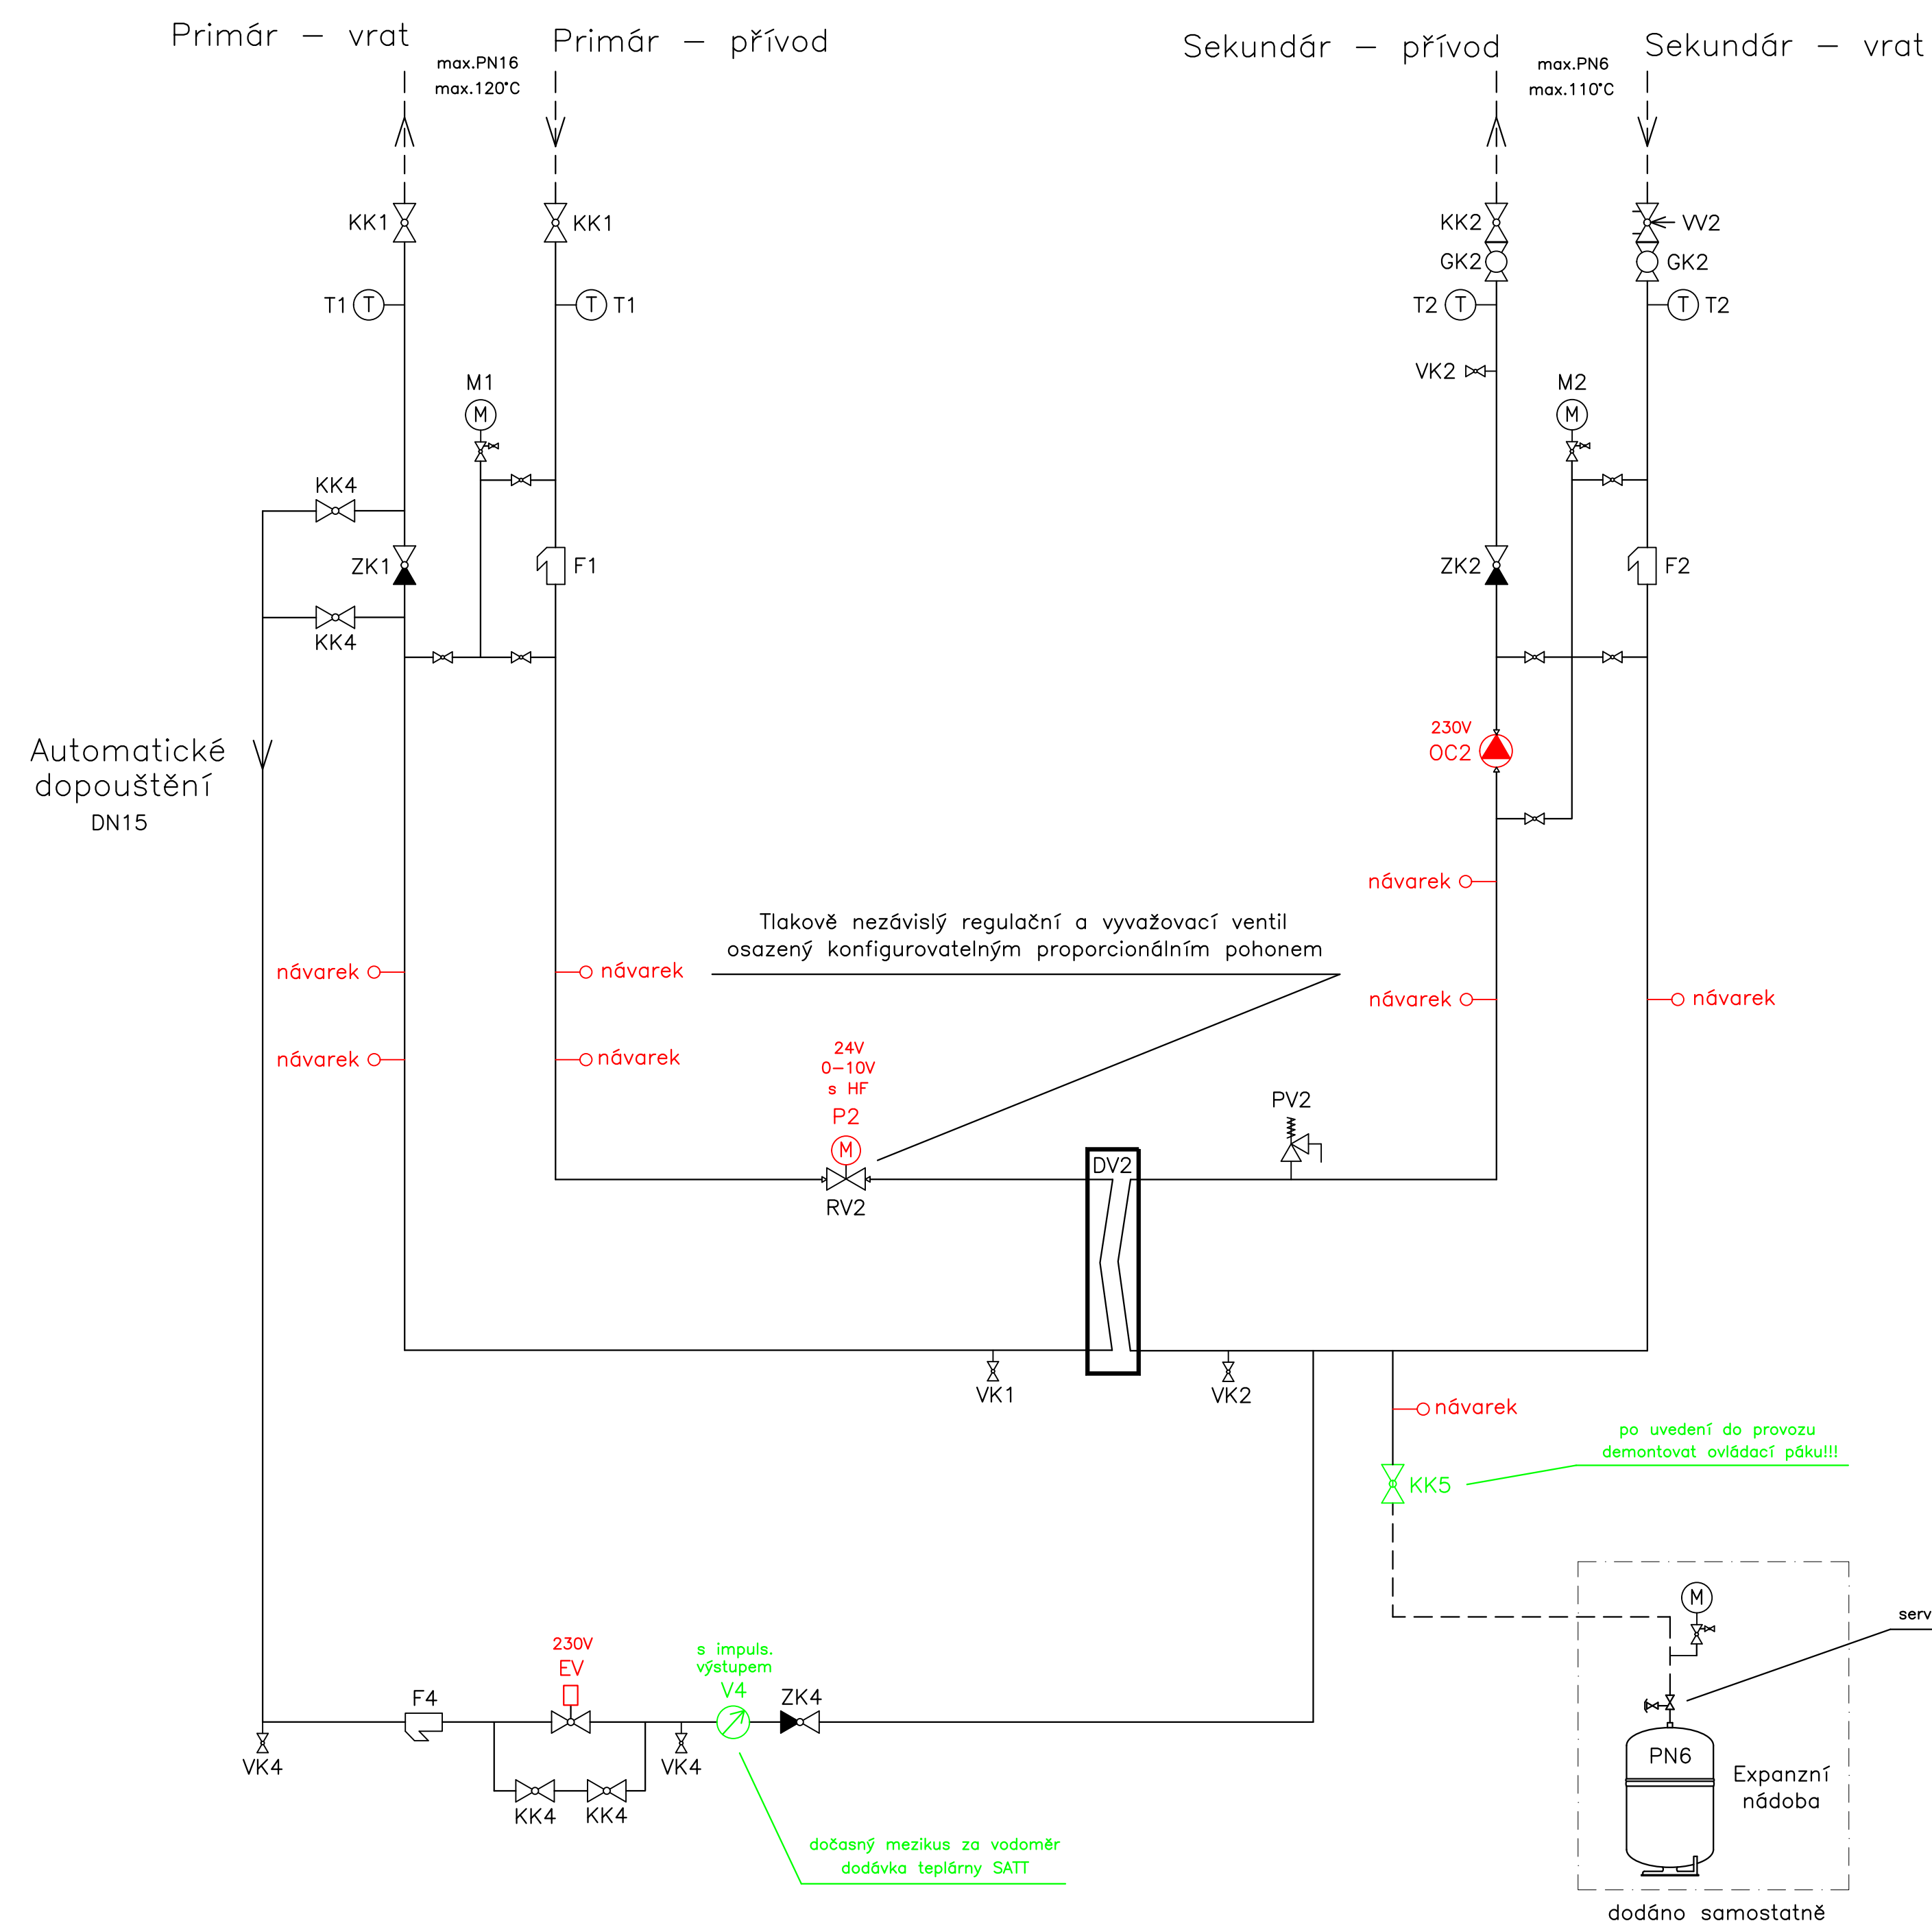 Primár – vrat
Primár – přívod
Sekundár – přívod
Sekundár – vrat
max.PN16
max.120°C
max.PN6
max.110°C
KK1
KK1
KK2
VV2
GK2
GK2
T1
T
T
T1
T2
T
T
T2
VK2
M1
M
M2
M
KK4
ZK1
F1
ZK2
F2
KK4
230V
OC2
Automatické
dopouštění
DN15
návarek
Tlakově nezávislý regulační a vyvažovací ventil
osazený konfigurovatelným proporcionálním pohonem
návarek
návarek
návarek
návarek
návarek
návarek
24V
0–10V
s HF
P2
M
RV2
PV2
DV2
VK1
VK2
návarek
po uvedení do provozu
demontovat ovládací páku!!!
KK5
M
serv
230V
EV
s impuls.
výstupem
V4
F4
ZK4
VK4
VK4
KK4
KK4
PN6
Expanzní
nádoba
dočasný mezikus za vodoměr
dodávka teplárny SATT
dodáno samostatně